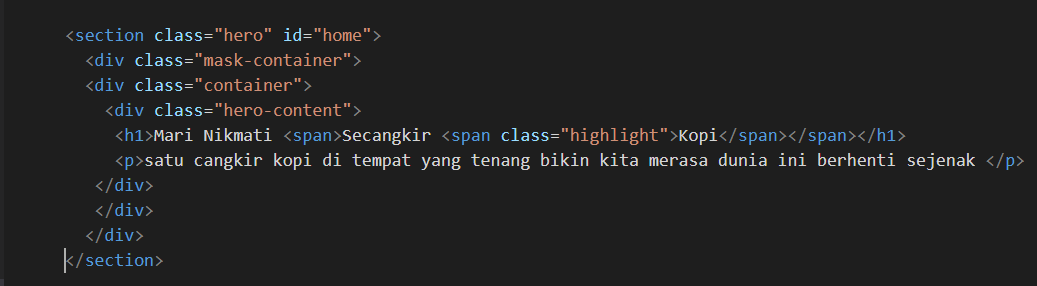 <section class="hero" id="home">
<div class="mask-container">
<div class="container">
<div class="hero-content">
<h1>Mari Nikmati <span>Secangkir <span class="highlight">Kopi</span></span></h1>
<p>satu cangkir kopi di tempat yang tenang bikin kita merasa dunia ini berhenti sejenak </p>
</div>
</div>
</div>
</section>